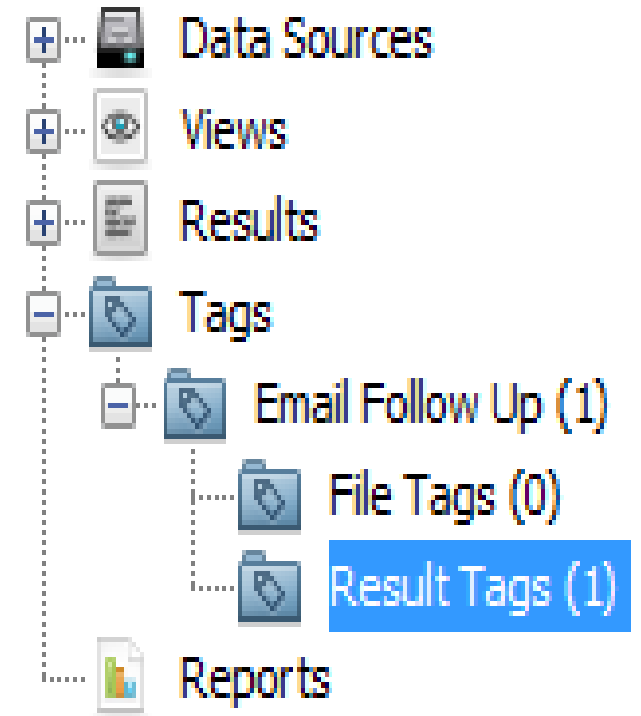 Data Sources
Views
Results
Tags
Email Follow Up (1)
File Tags (0)
Result Tags (1)
Reports